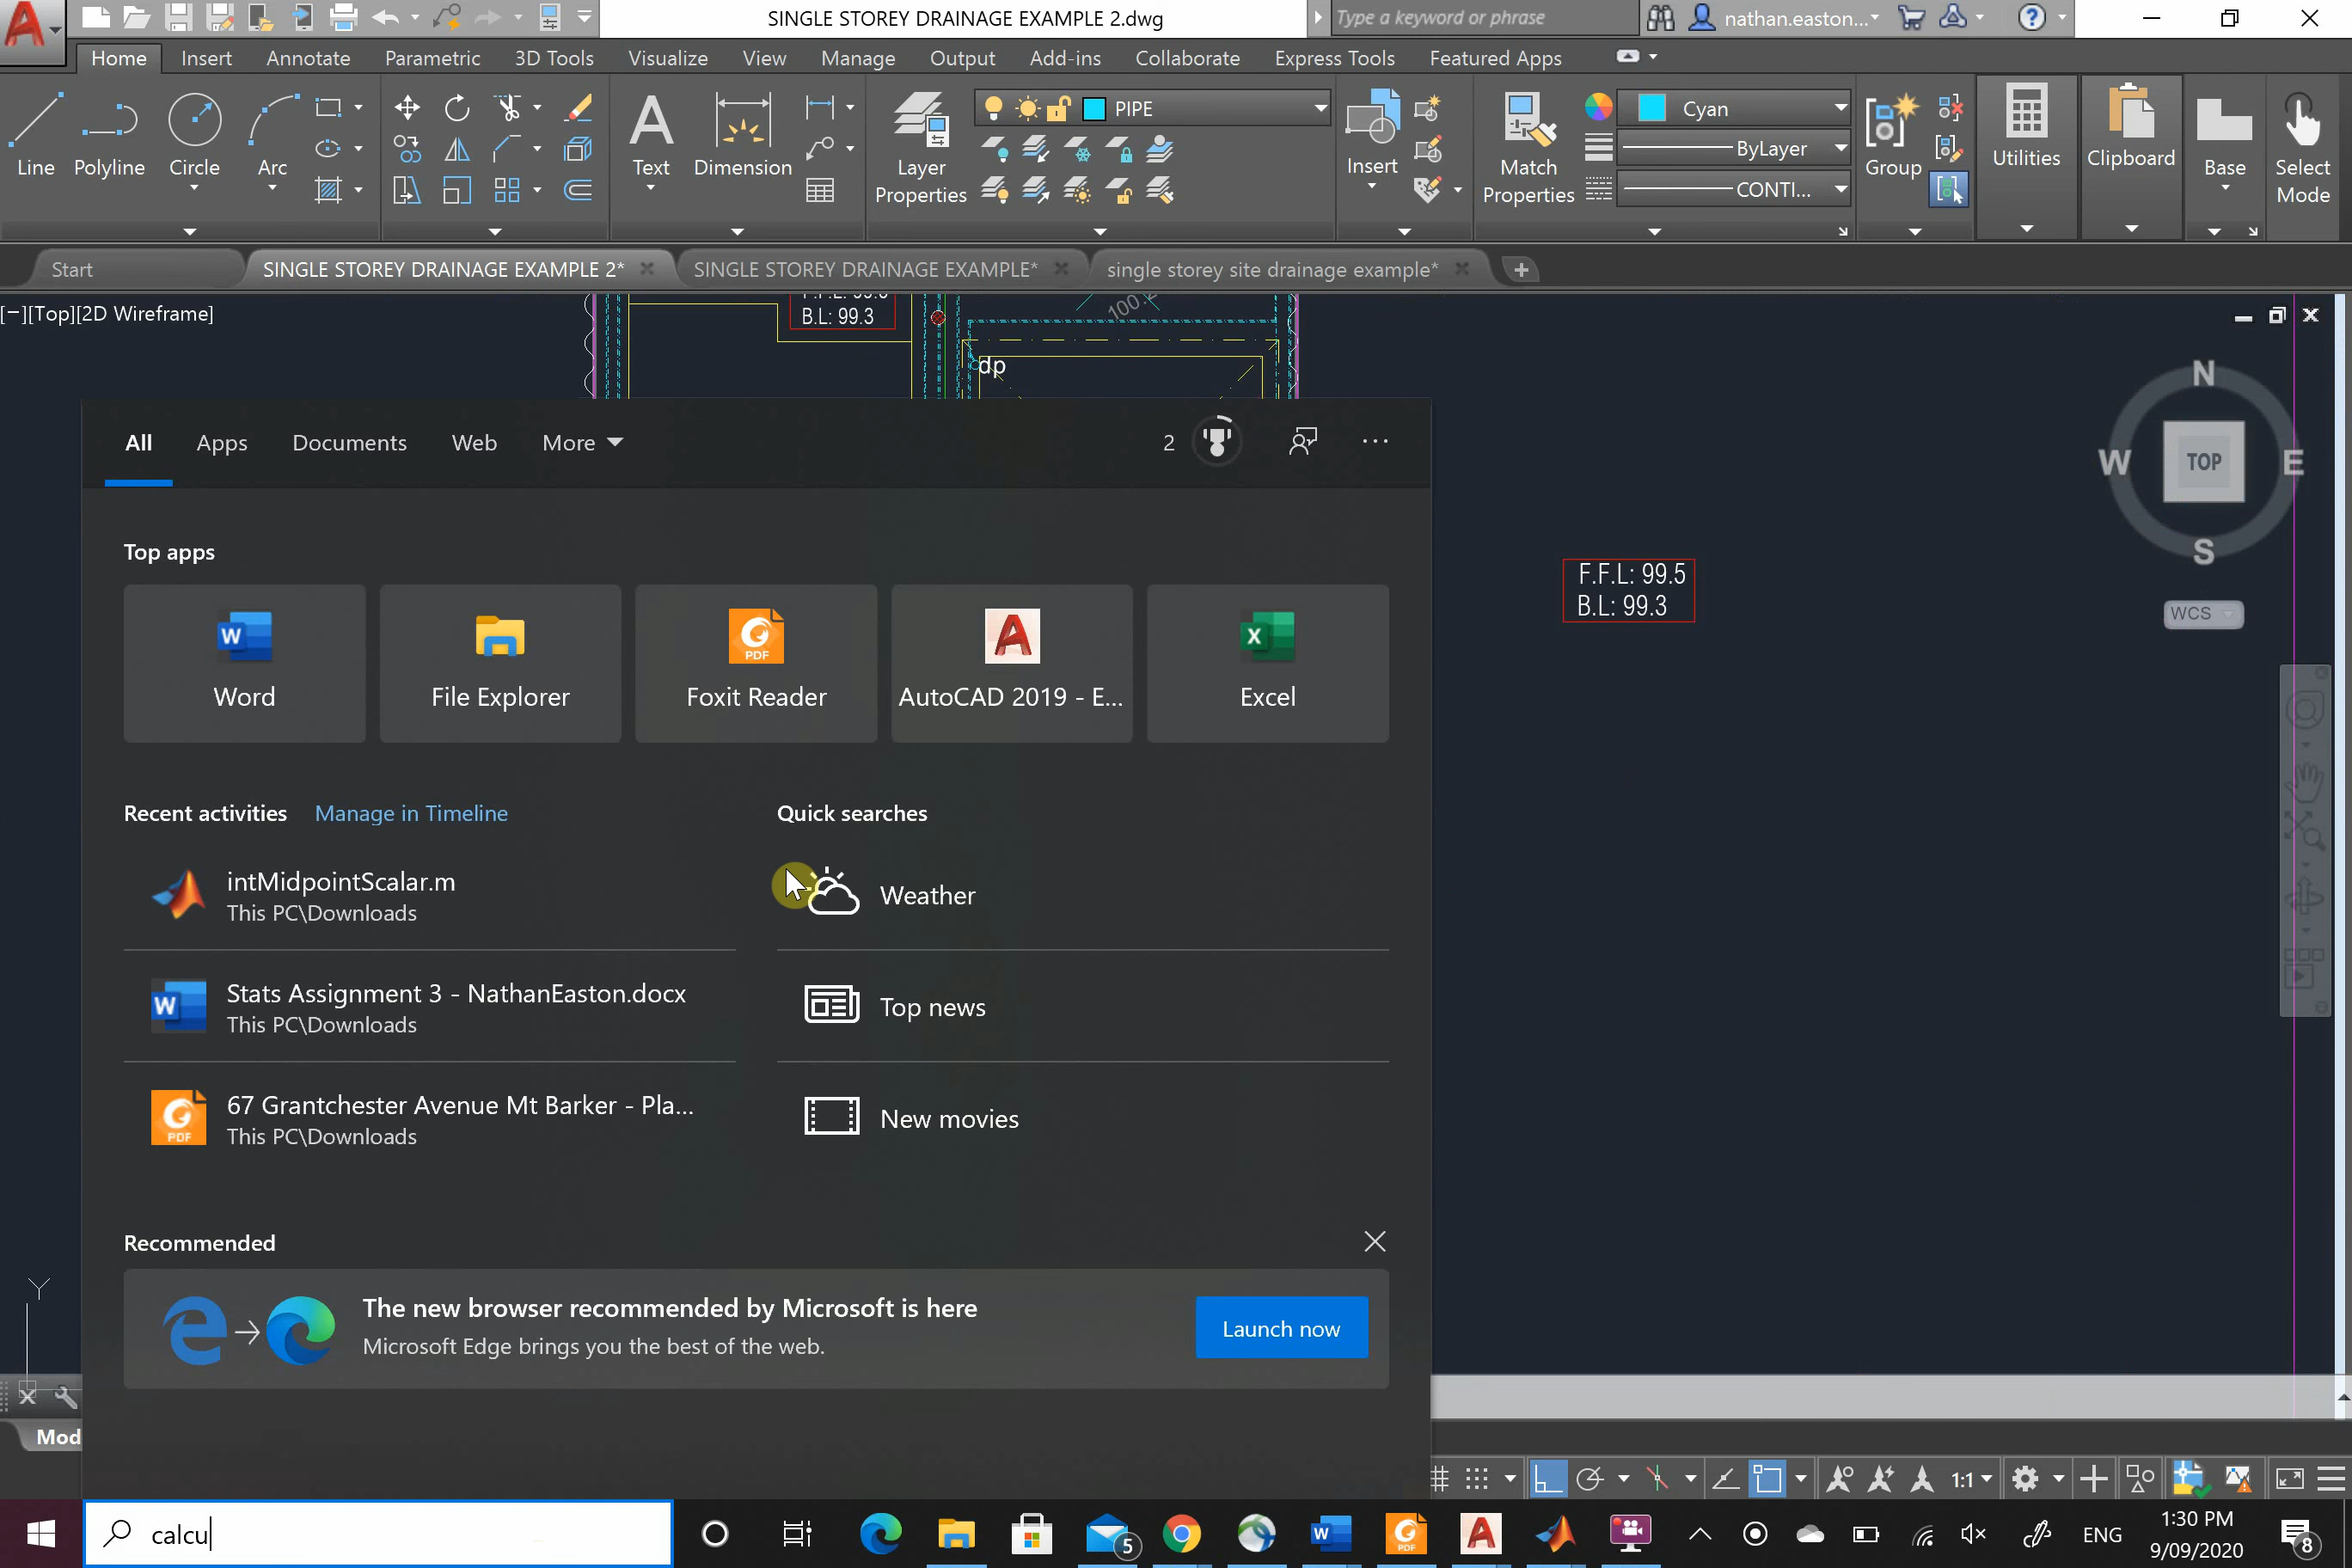 SINGLE STOREY DRAINAGE EXAMPLE 2.dwg
Type a keyword or phrase
nathan.easton...
Home Insert Annotate Parametric 3D Tools Visualize View Manage Output Add-ins Collaborate Express Tools Featured Apps
Line Polyline Circle Arc
Text Dimension
Layer
Properties
PIPE
Insert
Match
Properties
Cyan
ByLayer
CONTI...
Group
Utilities
Clipboard
Base
Select
Mode
Start
SINGLE STOREY DRAINAGE EXAMPLE 2*
SINGLE STOREY DRAINAGE EXAMPLE*
single storey site drainage example*
[−][Top][2D Wireframe]
B.L: 99.3
dp
N
W TOP E
S
WCS
F.F.L: 99.5
B.L: 99.3
All Apps Documents Web More
2
Top apps
Word
File Explorer
PDF
Foxit Reader
AutoCAD 2019 - E...
Excel
Recent activities Manage in Timeline
intMidpointScalar.m
This PC\Downloads
Stats Assignment 3 - NathanEaston.docx
This PC\Downloads
PDF
67 Grantchester Avenue Mt Barker - Pla...
This PC\Downloads
Quick searches
Weather
Top news
New movies
Recommended
The new browser recommended by Microsoft is here
Microsoft Edge brings you the best of the web.
Launch now
Y
Mod
1:1
calcu
5
ENG
1:30 PM
9/09/2020
8